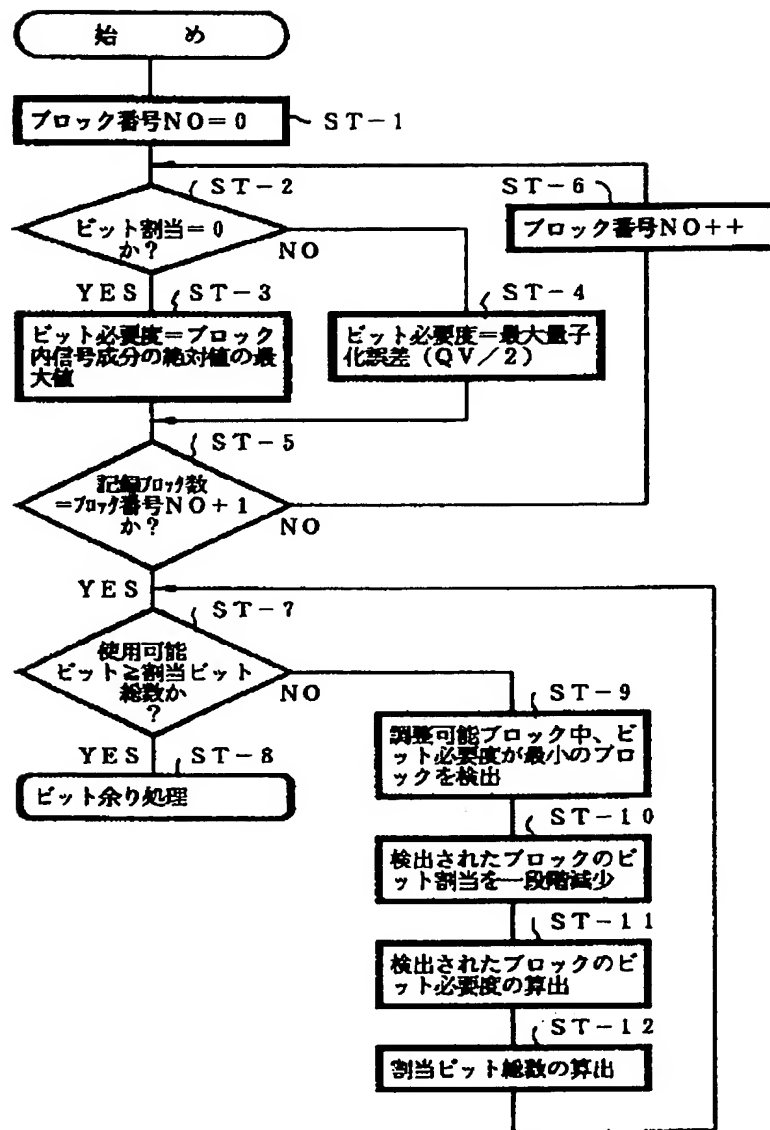 始 め
ブロック番号NO=0
ST-1
ST-2
ビット割当=0
か?
NO
YES
ST-3
ビット必要度=ブロック
内信号成分の絶対値の最
大値
ST-4
ビット必要度=最大量子
化誤差(QV/2)
ST-5
記録ブロック数
=ブロック番号NO+1
か?
NO
YES
ST-6
ブロック番号NO++
ST-7
使用可能
ビット≧割当ビット
総数か
?
NO
YES
ST-8
ビット余り処理
ST-9
調整可能ブロック中、ビ
ット必要度が最小のブロ
ックを検出
ST-10
検出されたブロックのビ
ット割当を一段階減少
ST-11
検出されたブロックのビ
ット必要度の算出
ST-12
割当ビット総数の算出